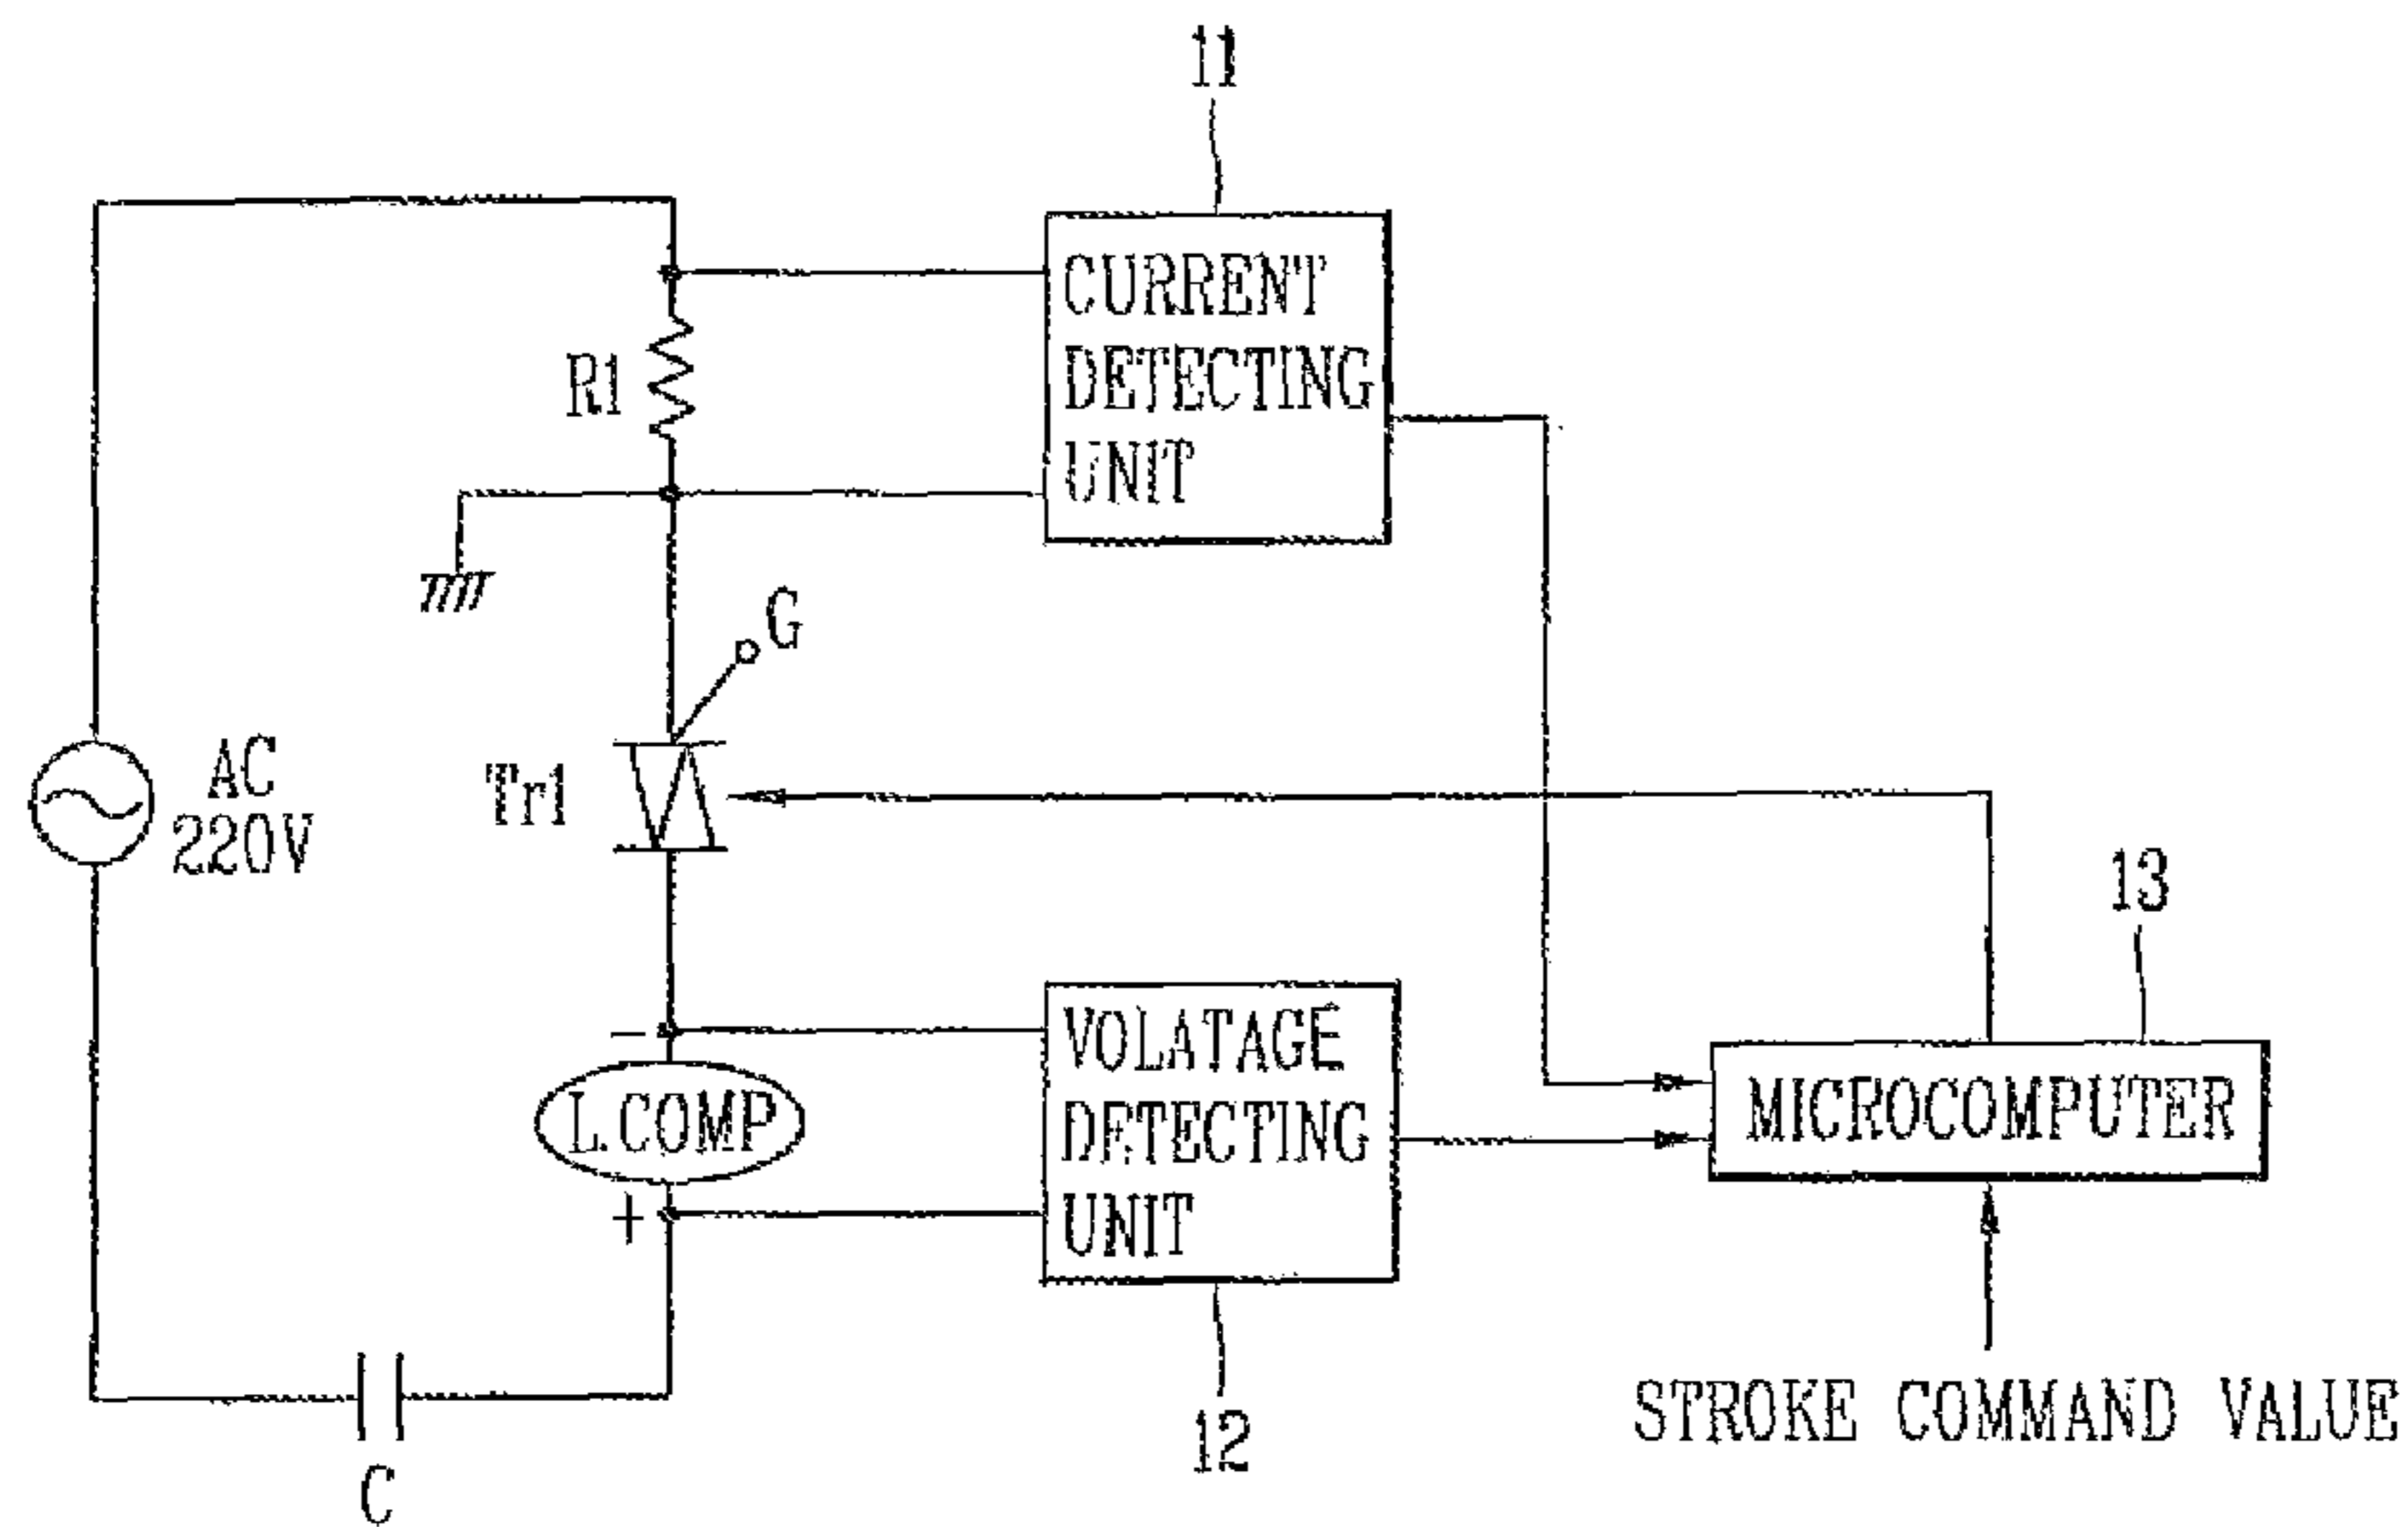 11
CURRENT
DETECTING
UNIT
R1
G
Tr1
AC
220V
13
VOLATAGE
DETECTING
UNIT
-
L.COMP
+
MICROCOMPUTER
12
STROKE COMMAND VALUE
C